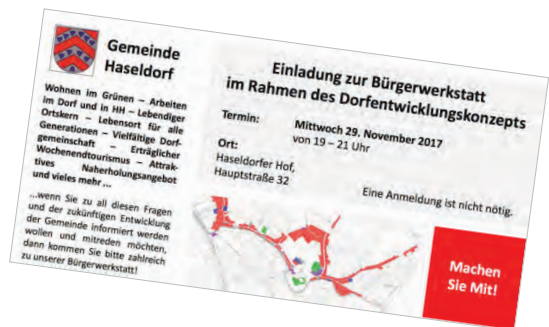 Gemeinde
Haseldorf
Wohnen im Grünen – Arbeiten
im Dorf und in HH – Lebendiger
Ortskern – Lebensort für alle
Generationen – Vielfältige Dorf-
gemeinschaft – Erträglicher
Wochenendtourismus – Attrak-
tives Naherholungsangebot
und vieles mehr ...
...wenn Sie zu all diesen Fragen
und der zukünftigen Entwicklung
der Gemeinde informiert werden
wollen und mitreden möchten,
dann kommen Sie bitte zahlreich
zu unserer Bürgerwerkstatt!
Einladung zur Bürgerwerkstatt
im Rahmen des Dorfentwicklungskonzepts
Termin: Mittwoch 29. November 2017
von 19 – 21 Uhr
Ort:
Haseldorfer Hof,
Hauptstraße 32
Eine Anmeldung ist nicht nötig.
Machen
Sie Mit!